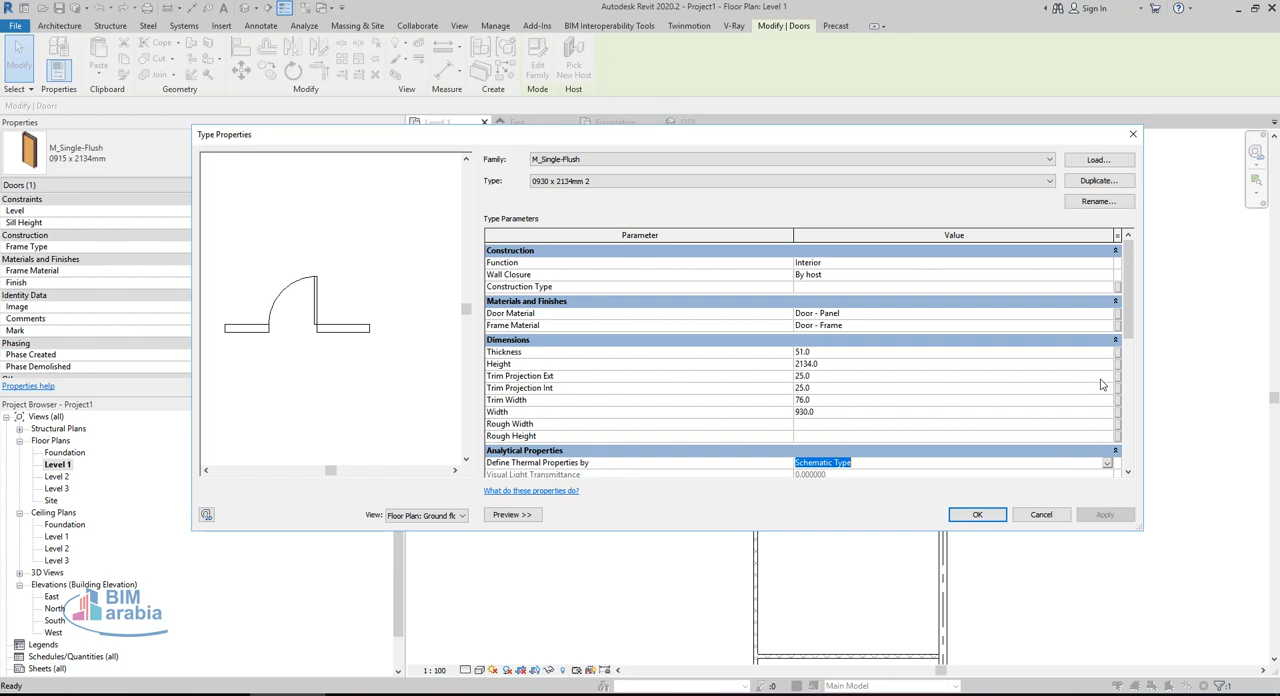 Autodesk Revit 2020.2 - Project1 - Floor Plan: Level 1
Sign In
File Architecture Structure Steel Systems Insert Annotate Analyze Massing & Site Collaborate View Manage Add-Ins BIM Interoperability Tools Twinmotion V-Ray Modify | Doors Precast
Cope
Cut
Join
Modify
Paste
Edit Family
Pick New Host
Select Properties Clipboard Geometry Modify View Measure Create Mode Host
Modify | Doors
Properties
Level 1
East
Foundation
{3D}
M_Single-Flush
0915 x 2134mm
Doors (1)
Constraints
Level
Sill Height
Construction
Frame Type
Materials and Finishes
Frame Material
Finish
Identity Data
Image
Comments
Mark
Phasing
Phase Created
Phase Demolished
Properties help
Project Browser - Project1
Views (all)
Structural Plans
Floor Plans
Foundation
Level 1
Level 2
Level 3
Site
Ceiling Plans
Foundation
Level 1
Level 2
Level 3
3D Views
Elevations (Building Elevation)
East
North
South
West
Legends
Schedules/Quantities (all)
Sheets (all)
BIM
arabia
Type Properties
Family: M_Single-Flush Load...
Type: 0930 x 2134mm 2 Duplicate...
Rename...
Type Parameters
Parameter Value =
Construction
Function Interior
Wall Closure By host
Construction Type
Materials and Finishes
Door Material Door - Panel
Frame Material Door - Frame
Dimensions
Thickness 51.0
Height 2134.0
Trim Projection Ext 25.0
Trim Projection Int 25.0
Trim Width 76.0
Width 930.0
Rough Width
Rough Height
Analytical Properties
Define Thermal Properties by Schematic Type
Visual Light Transmittance 0.000000
What do these properties do?
View: Floor Plan: Ground flc Preview >> OK Cancel Apply
1 : 100
Ready
:0
Main Model
:1